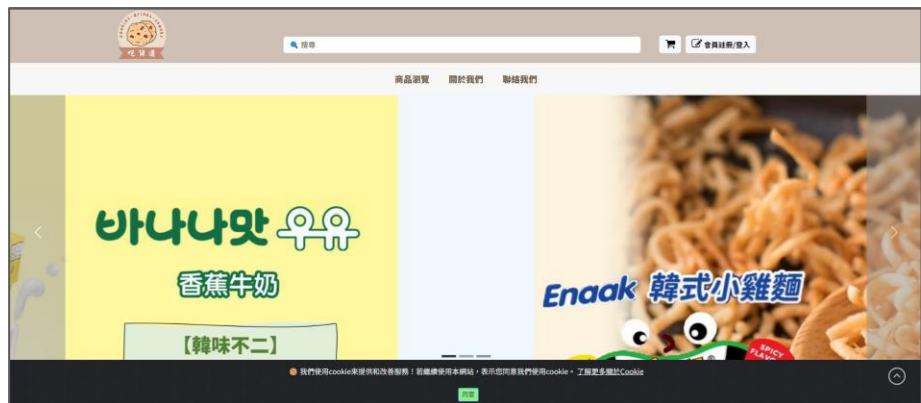 COOKIES·DRINKS·SNACKS
吃貨道
搜尋
會員註冊/登入
商品瀏覽 關於我們 聯絡我們
바나나맛 우유
香蕉牛奶
【韓味不二】
Enaak 韓式小雞麵
SPICY
FLAVOR
我們使用cookie來提供和改善服務！若繼續使用本網站，表示您同意我們使用cookie。了解更多關於Cookie
同意